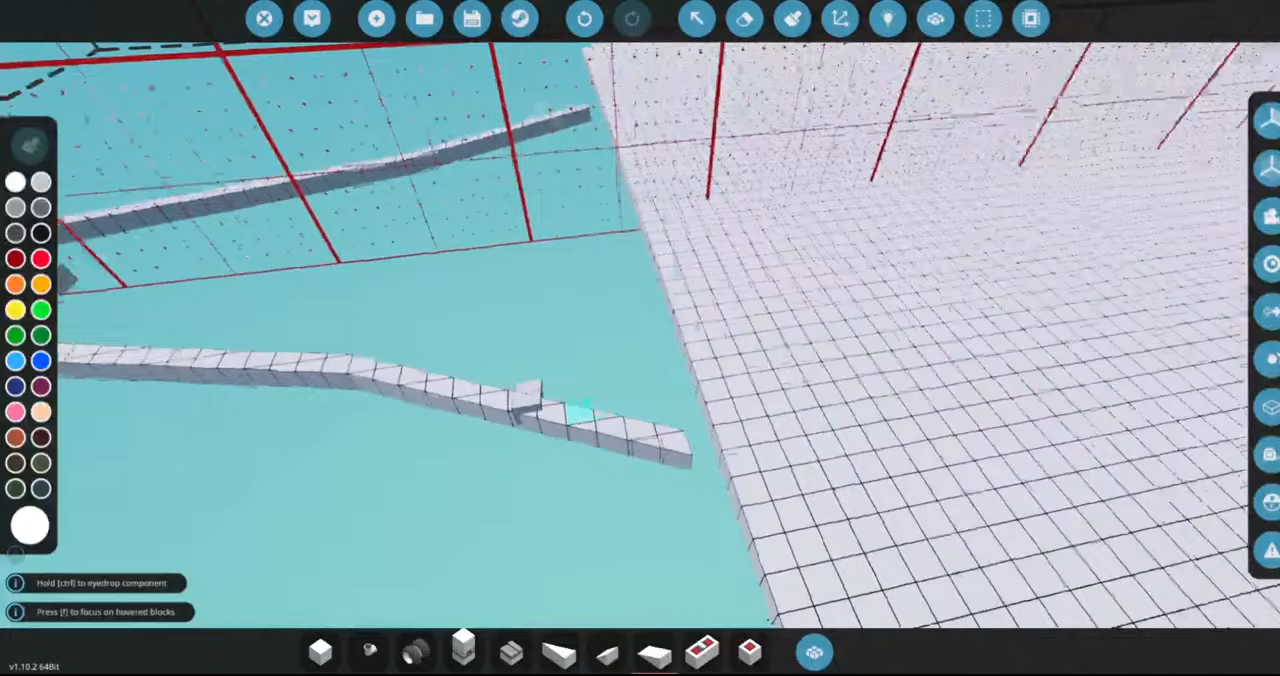 Hold [ctrl] to eyedrop component
Press [f] to focus on hovered blocks
v1.10.2 64Bit